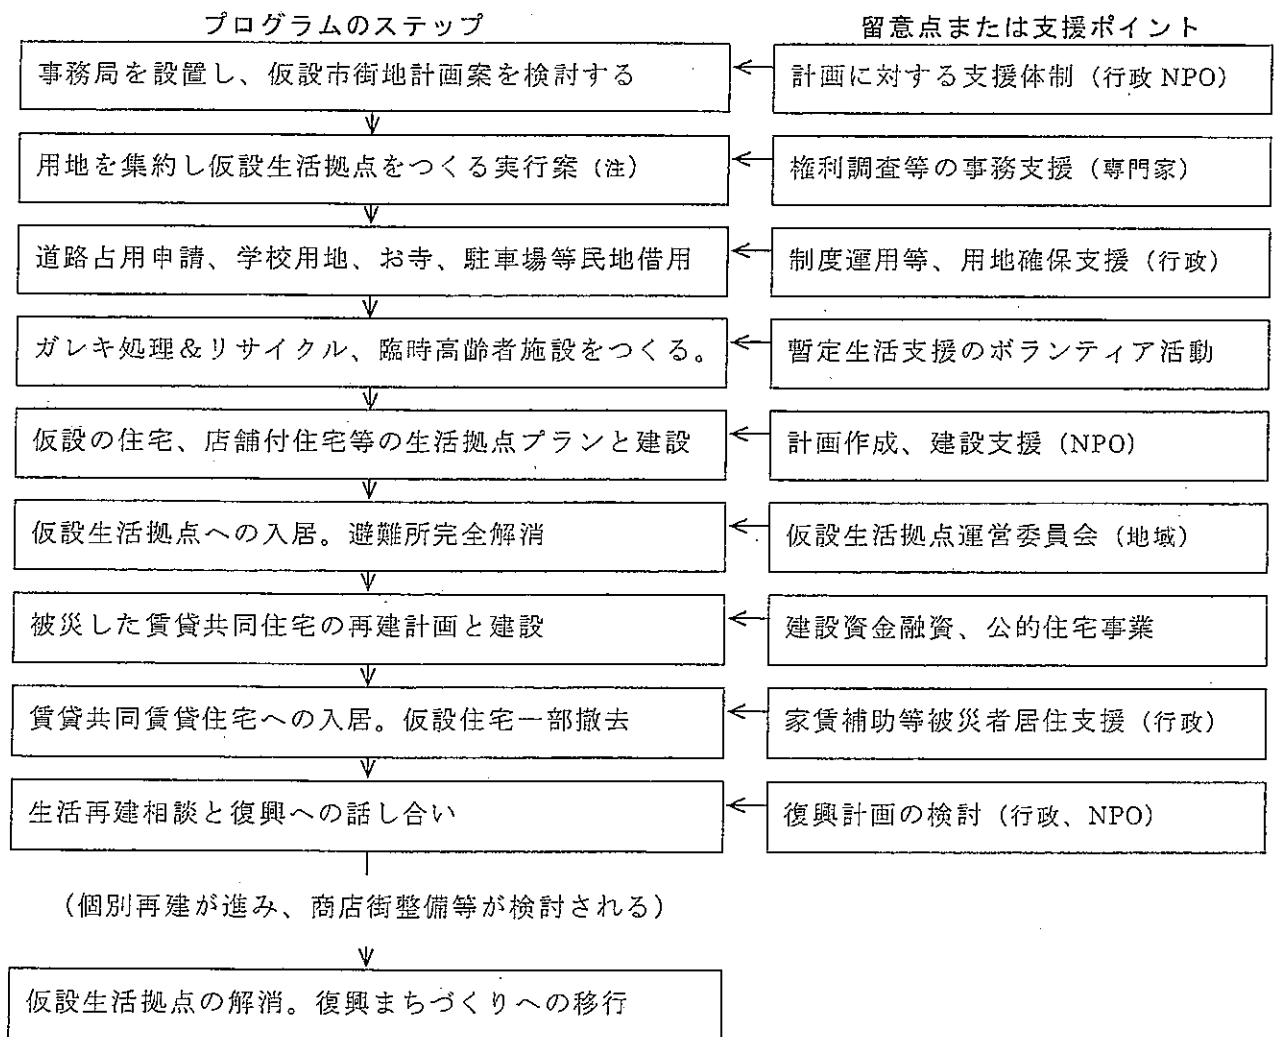 プログラムのステップ
留意点または支援ポイント
事務局を設置し、仮設市街地計画案を検討する
計画に対する支援体制（行政 NPO）
用地を集約し仮設生活拠点をつくる実行案（注）
権利調査等の事務支援（専門家）
道路占用申請、学校用地、お寺、駐車場等民地借用
制度運用等、用地確保支援（行政）
ガレキ処理＆リサイクル、臨時高齢者施設をつくる。
暫定生活支援のボランティア活動
仮設の住宅、店舗付住宅等の生活拠点プランと建設
計画作成、建設支援（NPO）
仮設生活拠点への入居。避難所完全解消
仮設生活拠点運営委員会（地域）
被災した賃貸共同住宅の再建計画と建設
建設資金融資、公的住宅事業
賃貸共同賃貸住宅への入居。仮設住宅一部撤去
家賃補助等被災者居住支援（行政）
生活再建相談と復興への話し合い
復興計画の検討（行政、NPO）
（個別再建が進み、商店街整備等が検討される）
仮設生活拠点の解消。復興まちづくりへの移行